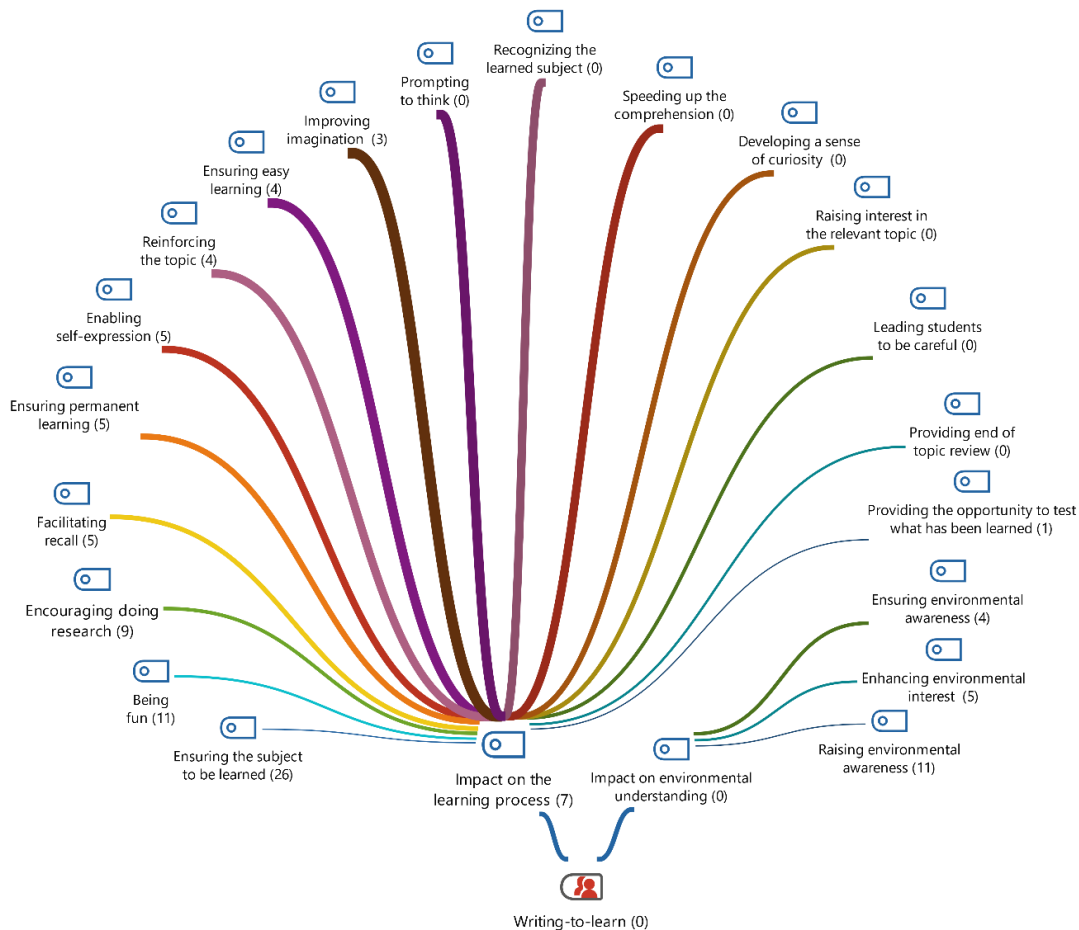 Recognizing the
learned subject (0)
Prompting
to think (0)
Speeding up the
comprehension (0)
Improving
imagination (3)
Developing a sense
of curiosity (0)
Ensuring easy
learning (4)
Raising interest in
the relevant topic (0)
Reinforcing
the topic (4)
Enabling
self-expression (5)
Leading students
to be careful (0)
Ensuring permanent
learning (5)
Providing end of
topic review (0)
Facilitating
recall (5)
Providing the opportunity to test
what has been learned (1)
Encouraging doing
research (9)
Ensuring environmental
awareness (4)
Being
fun (11)
Enhancing environmental
interest (5)
Ensuring the subject
to be learned (26)
Raising environmental
awareness (11)
Impact on the
learning process (7)
Impact on environmental
understanding (0)
Writing-to-learn (0)